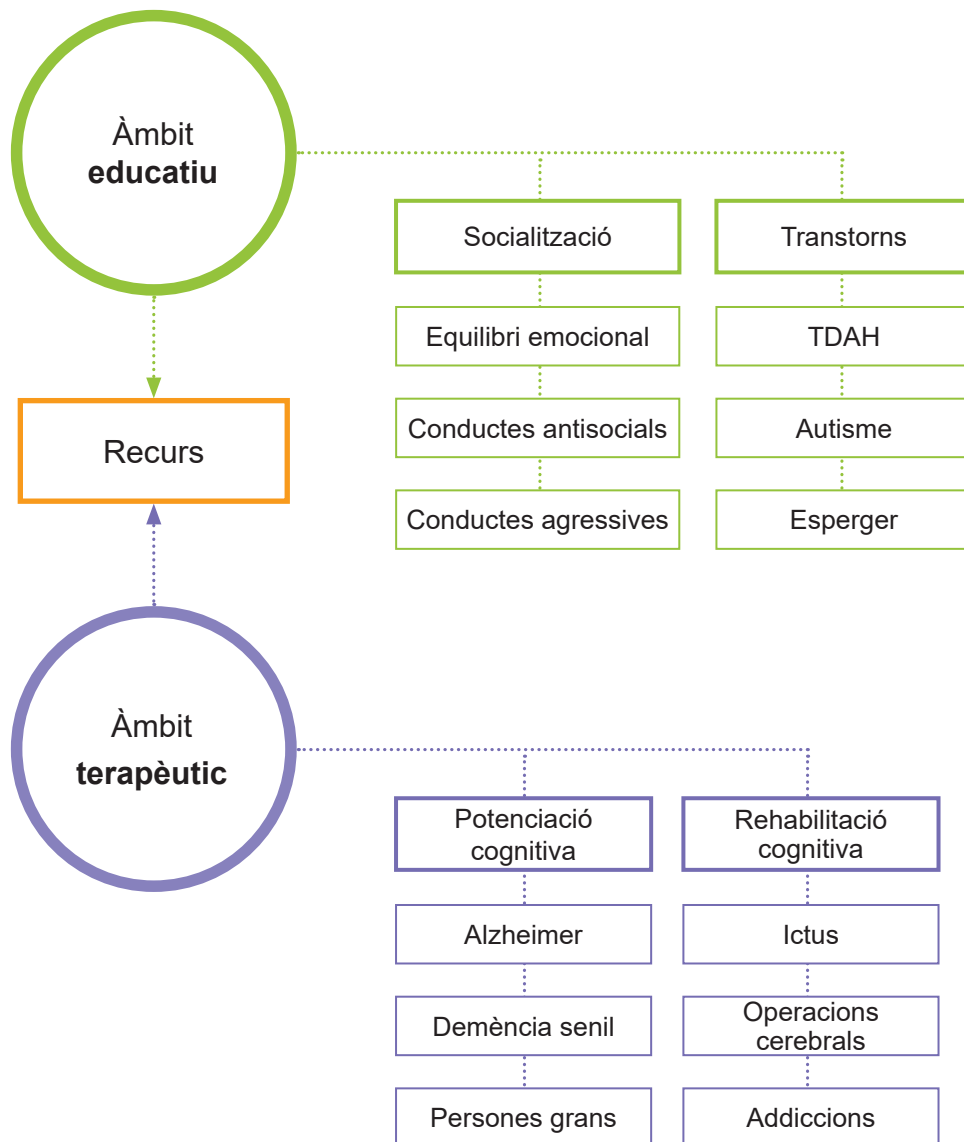 Àmbit
educatiu
Socialització
Transtorns
Equilibri emocional
TDAH
Conductes antisocials
Autisme
Recurs
Conductes agressives
Esperger
Àmbit
terapèutic
Potenciació
cognitiva
Rehabilitació
cognitiva
Alzheimer
Ictus
Demència senil
Operacions
cerebrals
Persones grans
Addiccions